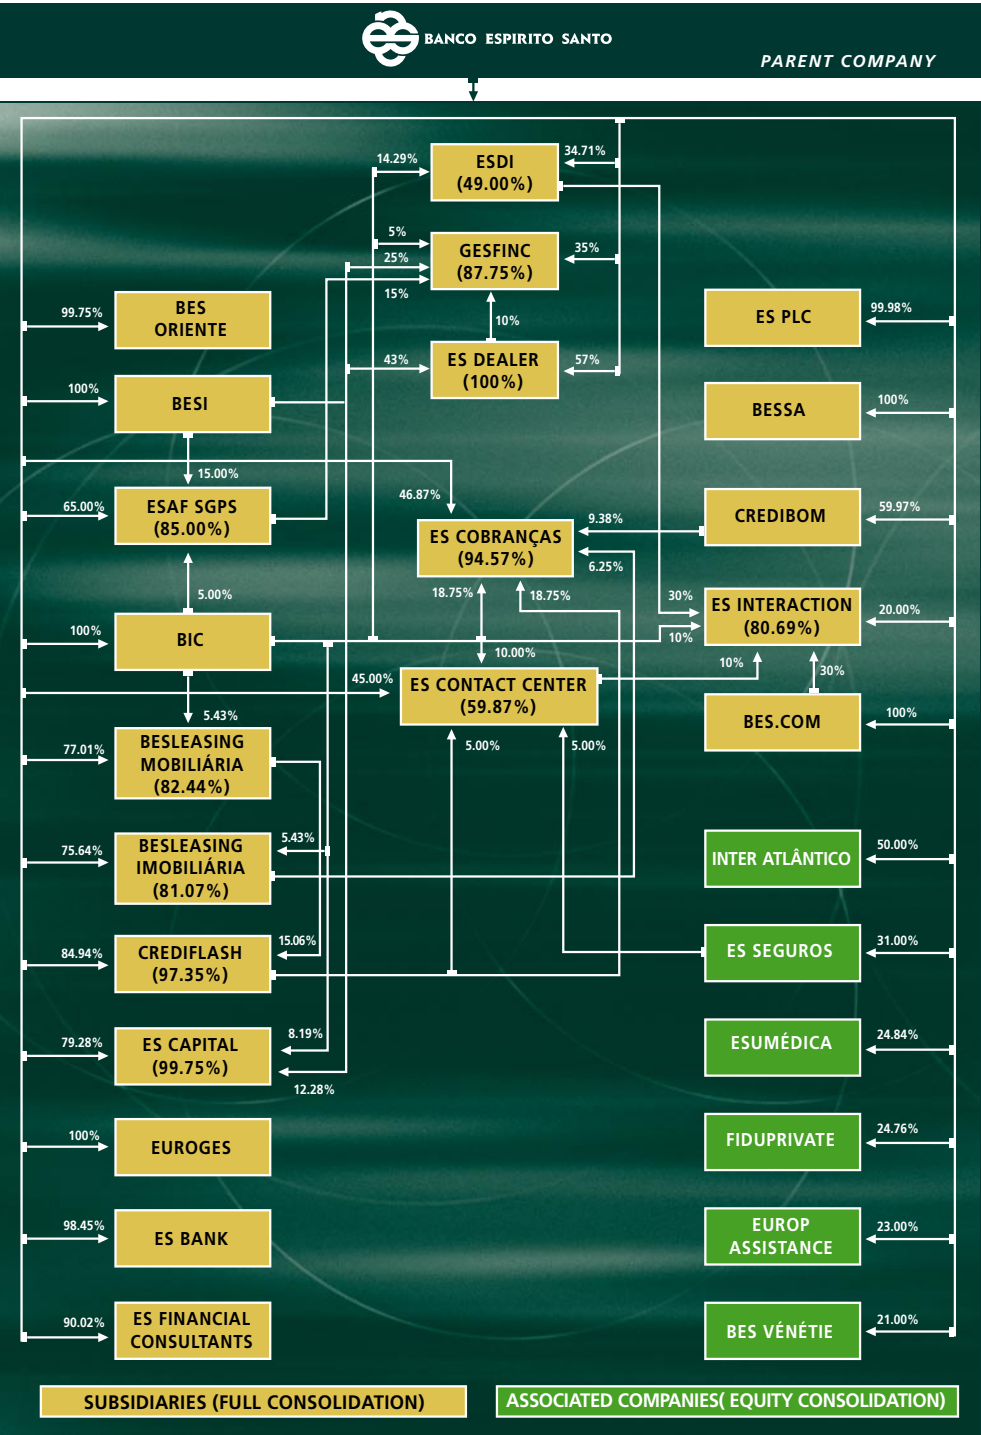 BANCO ESPIRITO SANTO
PARENT COMPANY
14.29%
ESDI
(49.00%)
34.71%
5%
25%
15%
GESFINC
(87.75%)
35%
10%
43%
ES DEALER
(100%)
57%
99.75%
BES
ORIENTE
100%
BESI
15.00%
65.00%
ESAF SGPS
(85.00%)
5.00%
100%
BIC
5.43%
77.01%
BESLEASING
MOBILIÁRIA
(82.44%)
75.64%
BESLEASING
IMOBILIÁRIA
(81.07%)
5.43%
84.94%
CREDIFLASH
(97.35%)
15.06%
79.28%
ES CAPITAL
(99.75%)
8.19%
12.28%
100%
EUROGES
98.45%
ES BANK
90.02%
ES FINANCIAL
CONSULTANTS
46.87%
ES COBRANÇAS
(94.57%)
9.38%
6.25%
18.75%
18.75%
10.00%
45.00%
ES CONTACT CENTER
(59.87%)
5.00%
5.00%
ES PLC
99.98%
BESSA
100%
CREDIBOM
59.97%
30%
ES INTERACTION
(80.69%)
20.00%
10%
10%
30%
BES.COM
100%
INTER ATLÂNTICO
50.00%
ES SEGUROS
31.00%
ESUMÉDICA
24.84%
FIDUPRIVATE
24.76%
EUROP
ASSISTANCE
23.00%
BES VÉNÉTIE
21.00%
SUBSIDIARIES (FULL CONSOLIDATION)
ASSOCIATED COMPANIES( EQUITY CONSOLIDATION)